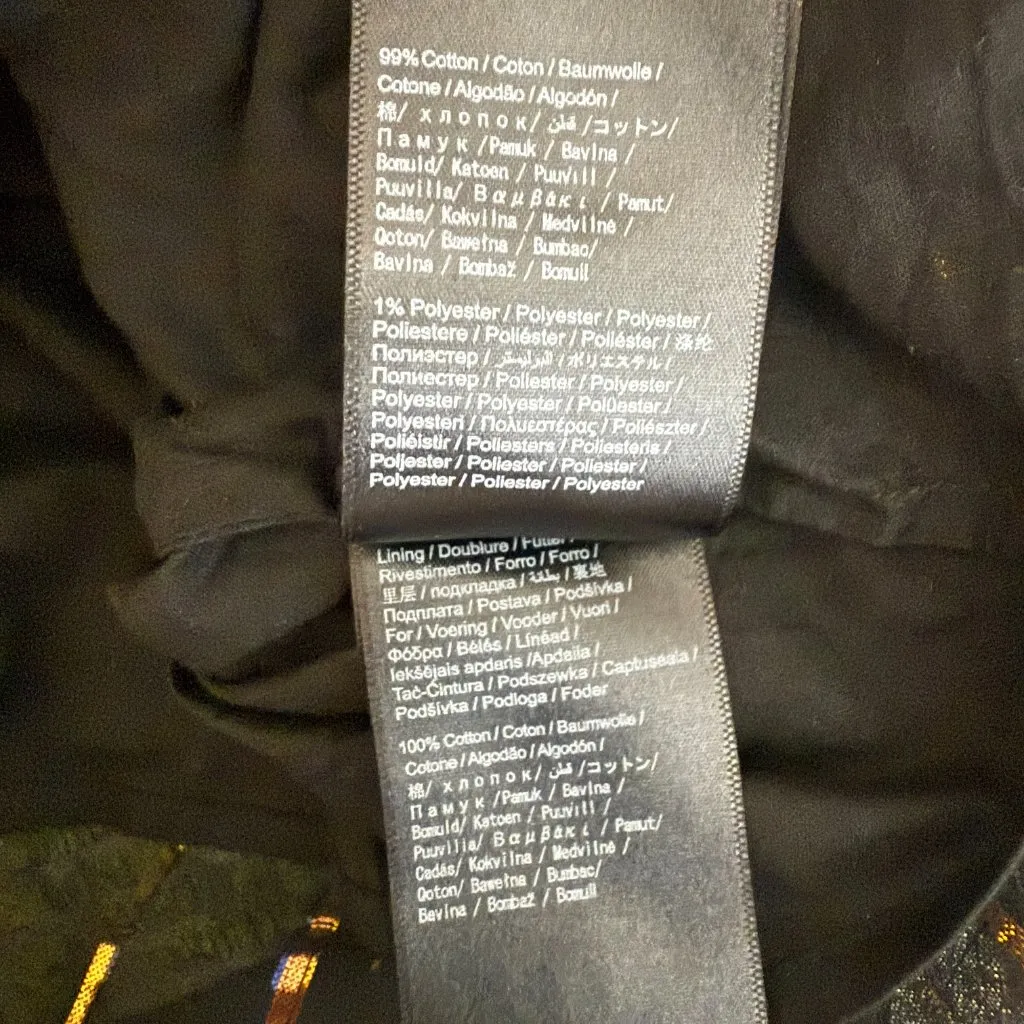 99% Cotton / Coton / Baumwolle /
Cotone / Algodão / Algodón /
棉/ хлопок/ قطن /コットン/
Памук /Pamuk / Bavlna /
Bomuld/ Katoen / Puuvill /
Puuvilla/ Βαμβάκι / Pamut/
Cadás/ Kokvilna / Medvilnė /
Qoton/ Bawełna / Bumbac/
Bavlna / Bombaž / Bomull
1% Polyester / Polyester / Polyester /
Poliestere / Poliéster / Poliéster / 涤纶
Полиэстер / البوليستر / ポリエステル /
Полиестер / Poliester / Polyester /
Polyester / Polyester / Polüester /
Polyesteri / Πολυεστέρας / Poliészter /
Poliéistir / Poliesters / Poliesteris /
Poljester / Poliester / Poliester /
Polyester / Poliester / Polyester
Lining / Doublure / Futter /
Rivestimento / Forro / Forro /
里层 / подкладка / بطانة / 裏地
Подплата / Postava / Podšívka /
For / Voering / Vooder / Vuori /
Φόδρα / Bélés / Línéad /
Iekšējais apdaris /Apdaila /
Taċ-Ċintura / Podszewka / Captuseala /
Podšívka / Podloga / Foder
100% Cotton / Coton / Baumwolle /
Cotone / Algodão / Algodón /
棉/ хлопок/ قطن /コットン/
Памук /Pamuk / Bavlna /
Bomuld/ Katoen / Puuvill /
Puuvilla/ Βαμβάκι / Pamut/
Cadás/ Kokvilna / Medvilnė /
Qoton/ Bawełna / Bumbac/
Bavlna / Bombaž / Bomull